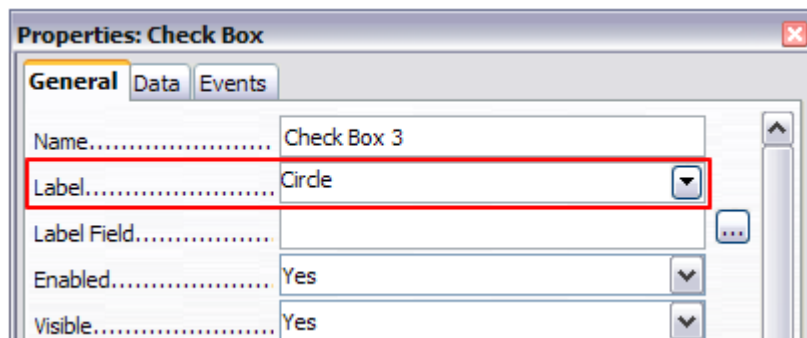 Properties: Check Box
General Data Events
Name....................... Check Box 3
Label........................ Circle
Label Field.................. ...
Enabled..................... Yes
Visible....................... Yes